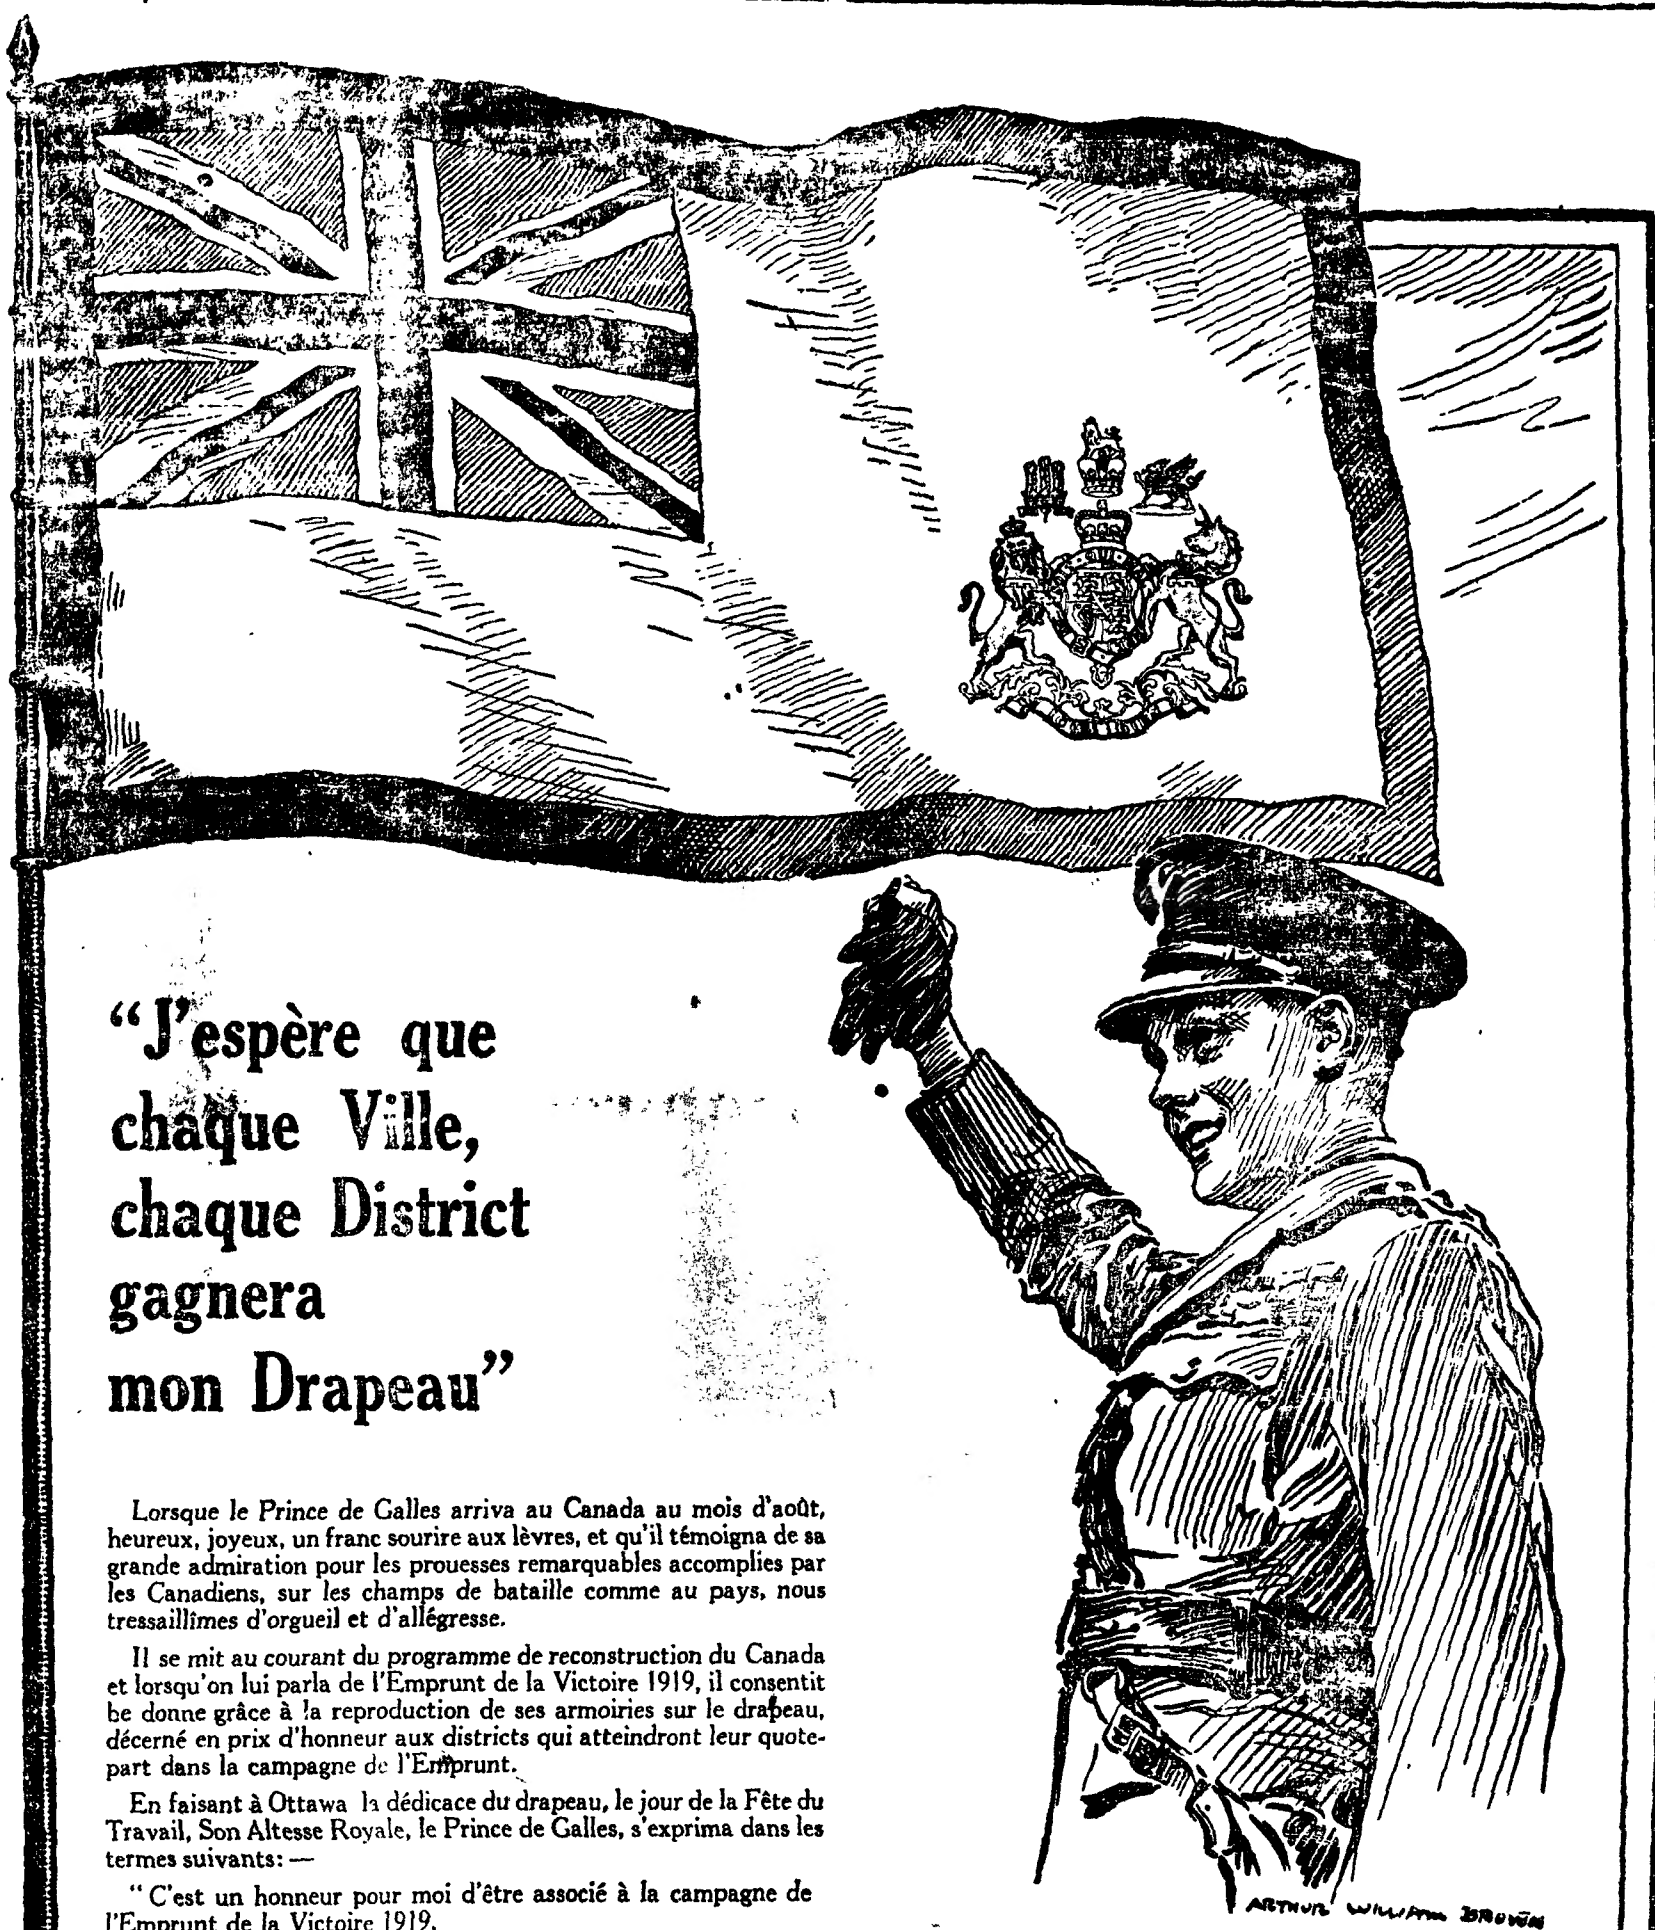 “J'espère que
chaque Ville,
chaque District
gagnera
mon Drapeau”
Lorsque le Prince de Galles arriva au Canada au mois d'août,
heureux, joyeux, un franc sourire aux lèvres, et qu'il témoigna de sa
grande admiration pour les prouesses remarquables accomplies par
les Canadiens, sur les champs de bataille comme au pays, nous
tressaillîmes d'orgueil et d'allégresse.
Il se mit au courant du programme de reconstruction du Canada
et lorsqu'on lui parla de l'Emprunt de la Victoire 1919, il consentit
be donne grâce à la reproduction de ses armoiries sur le drapeau,
décerné en prix d'honneur aux districts qui atteindront leur quote-
part dans la campagne de l'Emprunt.
En faisant à Ottawa la dédicace du drapeau, le jour de la Fête du
Travail, Son Altesse Royale, le Prince de Galles, s'exprima dans les
termes suivants: —
“C'est un honneur pour moi d'être associé à la campagne de
l'Emprunt de la Victoire 1919.
ARTHUR WILLIAM BROWN